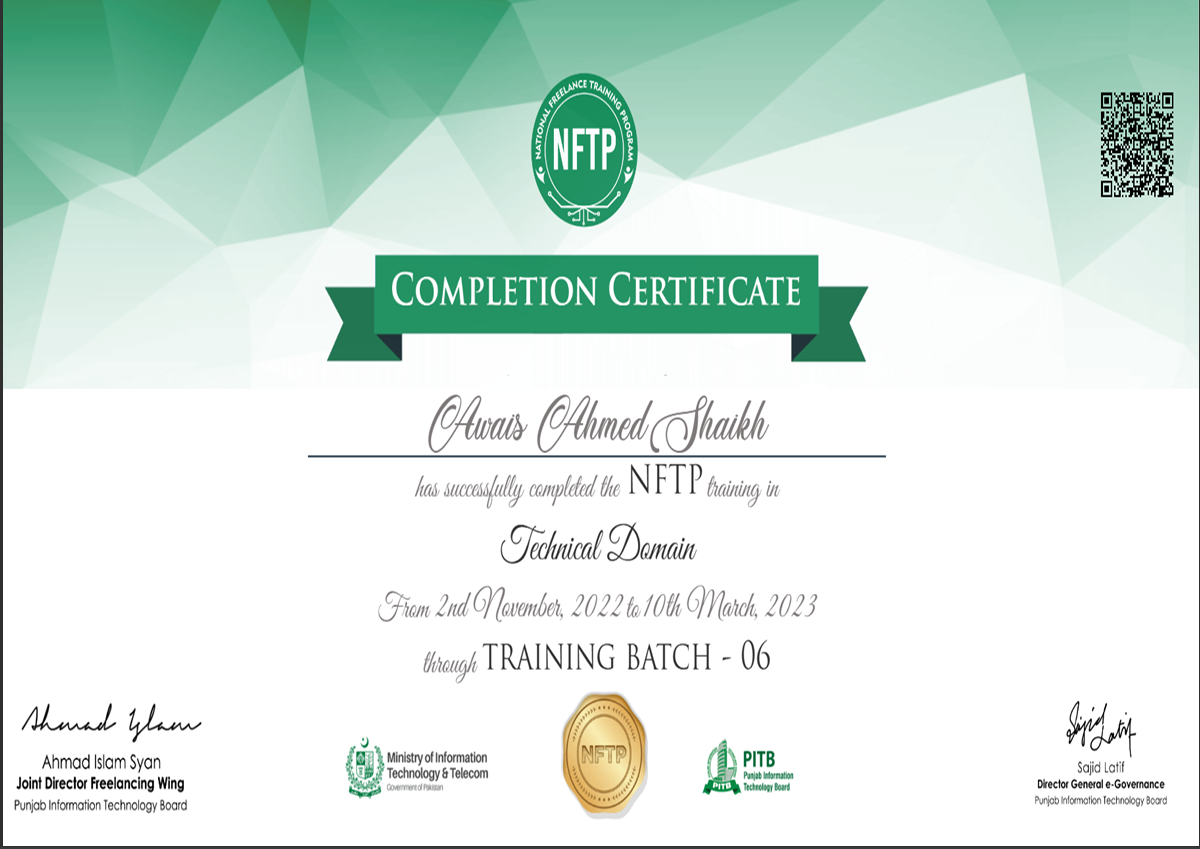 NATIONAL FREELANCE TRAINING PROGRAM
NFTP
COMPLETION CERTIFICATE
Awais Ahmed Shaikh
has successfully completed the NFTP training in
Technical Domain
From 2nd November, 2022 to 10th March, 2023
through TRAINING BATCH - 06
Ahmad Islam
Ahmad Islam Syan
Joint Director Freelancing Wing
Punjab Information Technology Board
Ministry of Information
Technology & Telecom
Government of Pakistan
NFTP
PITB
PITB
Punjab Information
Technology Board
Sajid Latif
Sajid Latif
Director General e-Governance
Punjab Information Technology Board